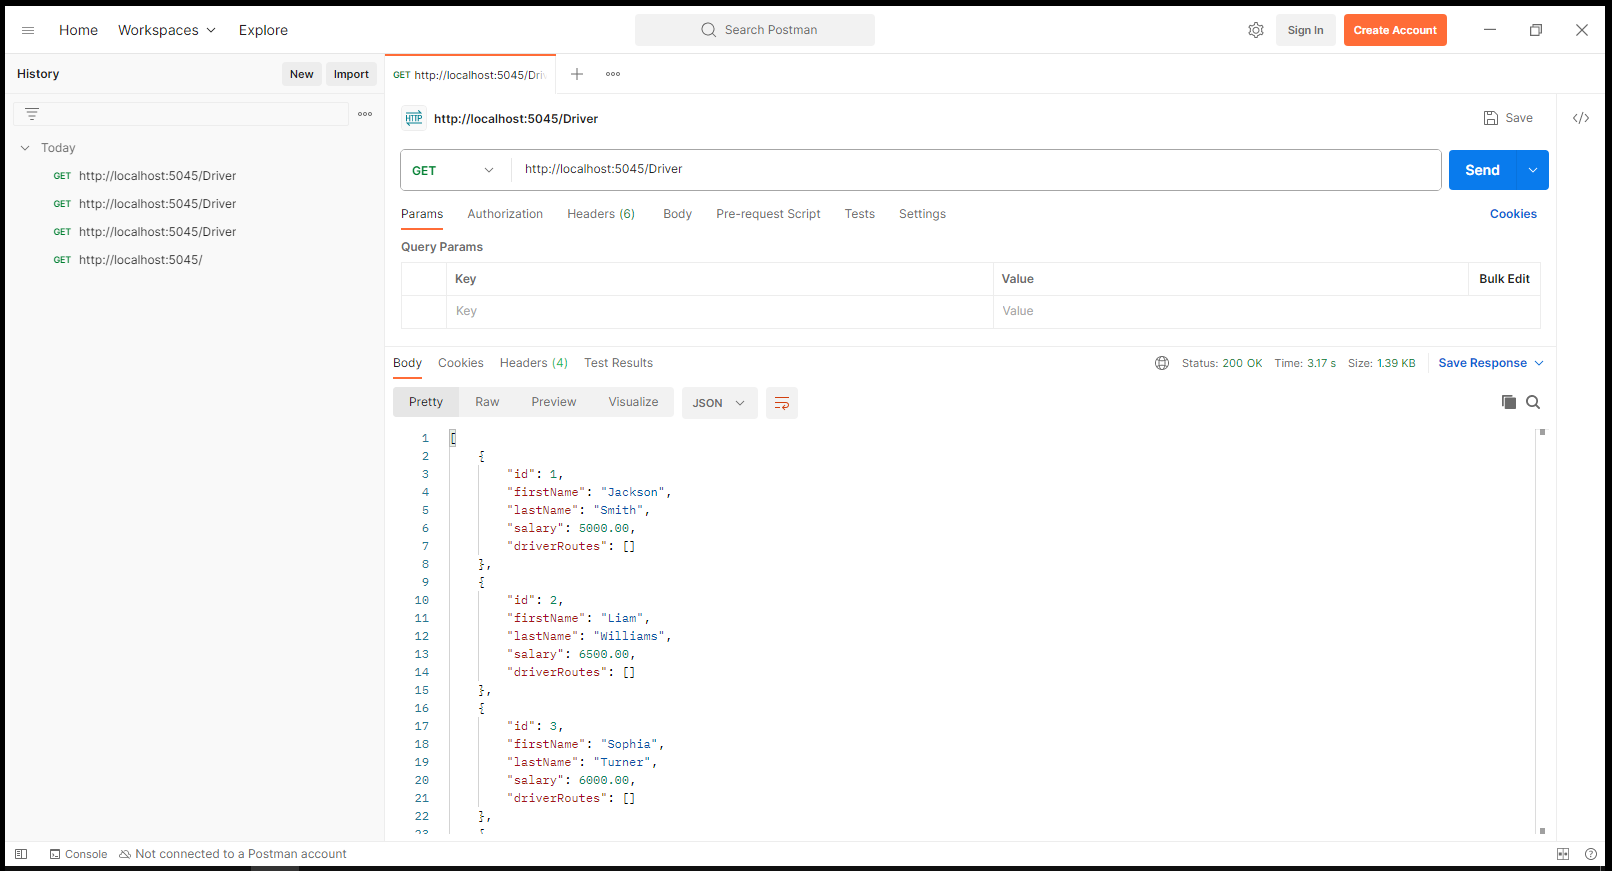 Home Workspaces Explore Search Postman Sign In Create Account
History New Import
GET http://localhost:5045/Dri
Today
GET http://localhost:5045/Driver
GET http://localhost:5045/Driver
GET http://localhost:5045/Driver
GET http://localhost:5045/
HTTP http://localhost:5045/Driver Save </>
GET http://localhost:5045/Driver Send
Params Authorization Headers (6) Body Pre-request Script Tests Settings Cookies
Query Params
Key Value Bulk Edit
Key Value
Body Cookies Headers (4) Test Results Status: 200 OK Time: 3.17 s Size: 1.39 KB Save Response
Pretty Raw Preview Visualize JSON
1 [
2 {
3 "id": 1,
4 "firstName": "Jackson",
5 "lastName": "Smith",
6 "salary": 5000.00,
7 "driverRoutes": []
8 },
9 {
10 "id": 2,
11 "firstName": "Liam",
12 "lastName": "Williams",
13 "salary": 6500.00,
14 "driverRoutes": []
15 },
16 {
17 "id": 3,
18 "firstName": "Sophia",
19 "lastName": "Turner",
20 "salary": 6000.00,
21 "driverRoutes": []
22 },
23 {
Console Not connected to a Postman account